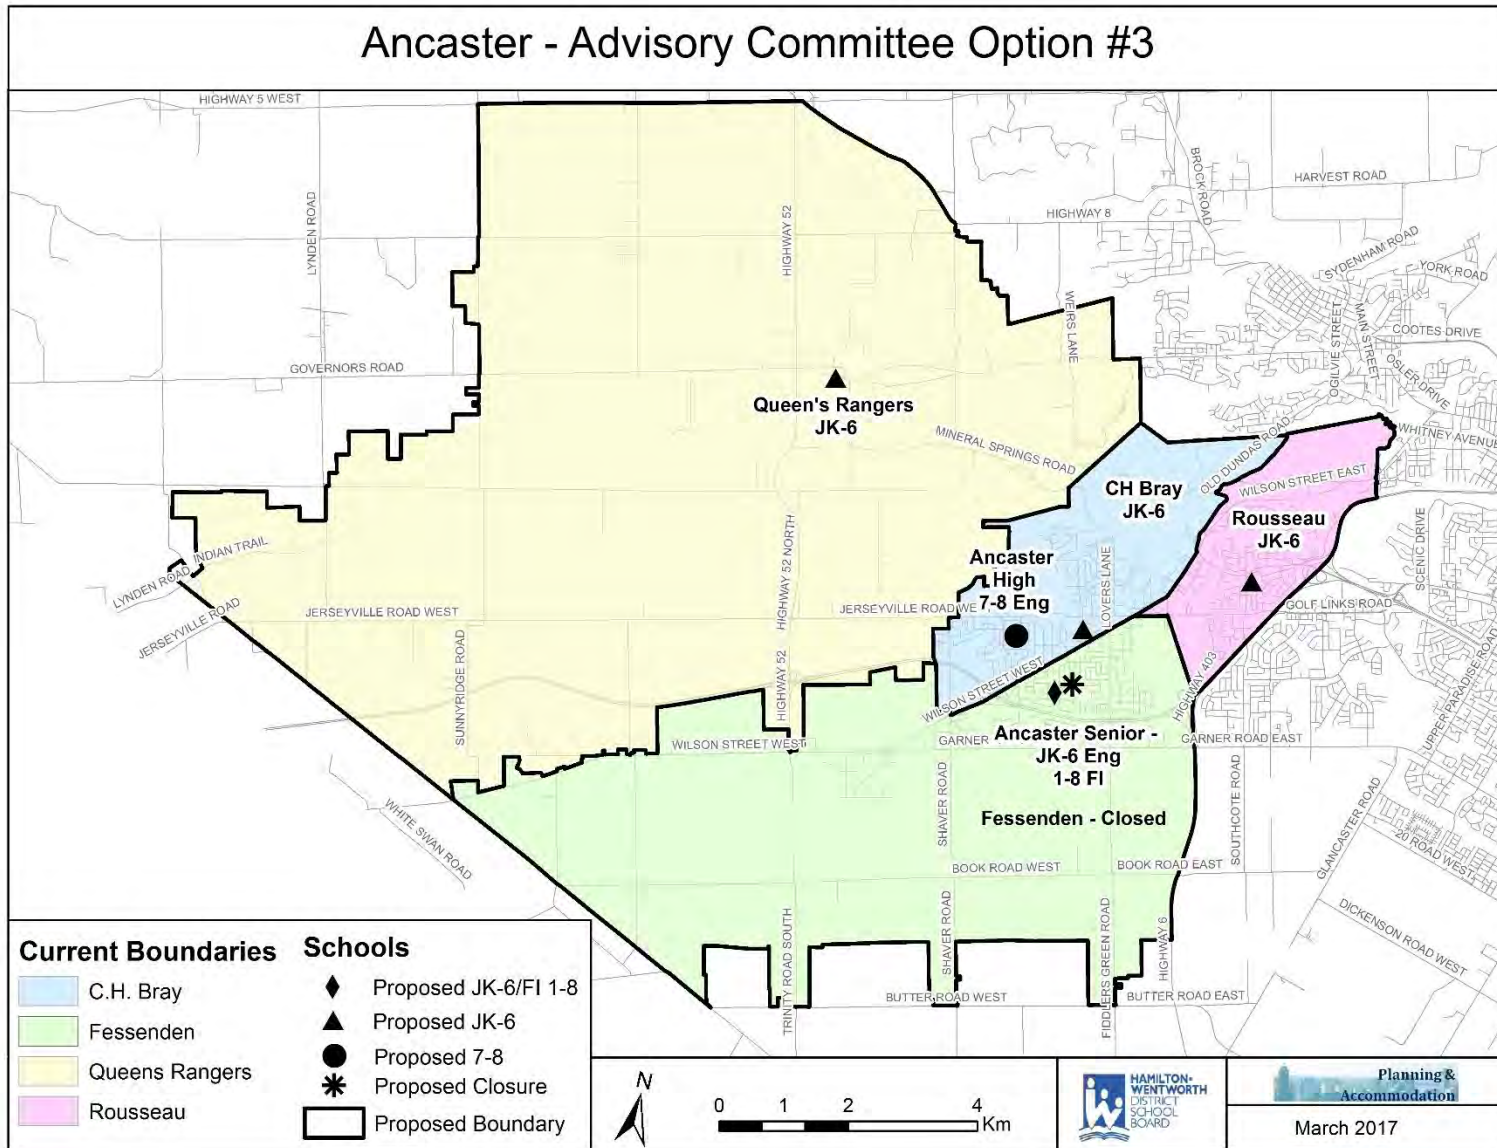 Ancaster - Advisory Committee Option #3
HIGHWAY 5 WEST
BROCK ROAD
HARVEST ROAD
LYNDEN ROAD
HIGHWAY 52
HIGHWAY 8
SYDENHAM ROAD
YORK ROAD
WEIRS LANE
OGILVIE STREET
MAIN STREET
COOTES DRIVE
OSLER DRIVE
GOVERNORS ROAD
Queen's Rangers
JK-6
MINERAL SPRINGS ROAD
OLD DUNDAS ROAD
WHITNEY AVENUE
CH Bray
JK-6
WILSON STREET EAST
Rousseau
JK-6
SCENIC DRIVE
HIGHWAY 52 NORTH
INDIAN TRAIL
LYNDEN ROAD
JERSEYVILLE ROAD
JERSEYVILLE ROAD WEST
JERSEYVILLE ROAD WE
Ancaster
High
7-8 Eng
LOVERS LANE
GOLF LINKS ROAD
SUNNYRIDGE ROAD
HIGHWAY 52
WILSON STREET WEST
HIGHWAY 403
UPPER PARADISE ROAD
WILSON STREET WEST
GARNER
GARNER ROAD EAST
Ancaster Senior -
JK-6 Eng
1-8 FI
Fessenden - Closed
WHITE SWAN ROAD
SHAVER ROAD
SOUTHCOTE ROAD
GLANCASTER ROAD
20 ROAD WEST
BOOK ROAD WEST
BOOK ROAD EAST
DICKENSON ROAD WEST
TRINITY ROAD SOUTH
SHAVER ROAD
FIDDLERS GREEN ROAD
HIGHWAY 6
BUTTER ROAD WEST
BUTTER ROAD EAST
Current Boundaries
C.H. Bray
Fessenden
Queens Rangers
Rousseau
Schools
Proposed JK-6/FI 1-8
Proposed JK-6
Proposed 7-8
Proposed Closure
Proposed Boundary
N
0 1 2 4
Km
HAMILTON-
WENTWORTH
DISTRICT
SCHOOL
BOARD
Planning &
Accommodation
March 2017